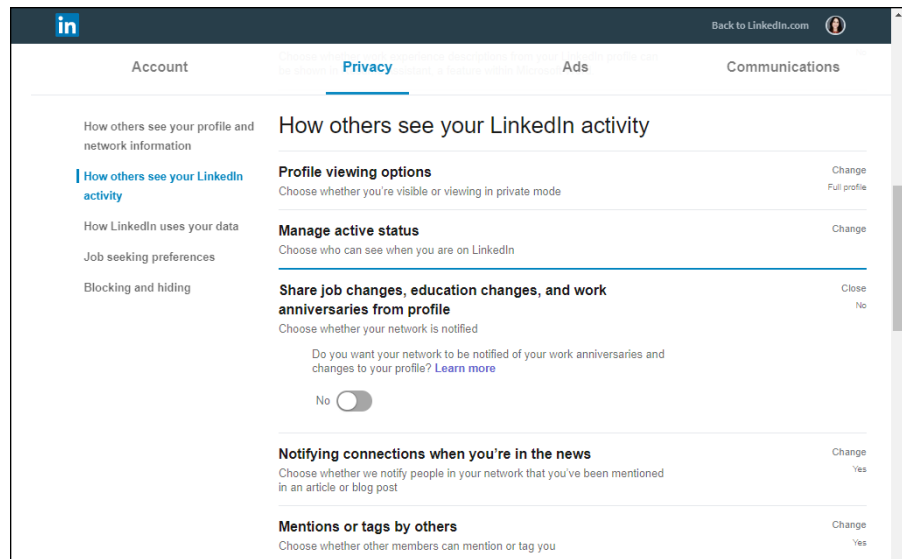 in
Back to LinkedIn.com
Account
Privacy
Ads
Communications
How others see your profile and
network information
How others see your LinkedIn
activity
How LinkedIn uses your data
Job seeking preferences
Blocking and hiding
How others see your LinkedIn activity
Profile viewing options
Change
Choose whether you're visible or viewing in private mode
Full profile
Manage active status
Change
Choose who can see when you are on LinkedIn
Share job changes, education changes, and work
anniversaries from profile
Close
No
Choose whether your network is notified
Do you want your network to be notified of your work anniversaries and
changes to your profile? Learn more
No
Notifying connections when you're in the news
Change
Choose whether we notify people in your network that you've been mentioned
in an article or blog post
Yes
Mentions or tags by others
Change
Choose whether other members can mention or tag you
Yes